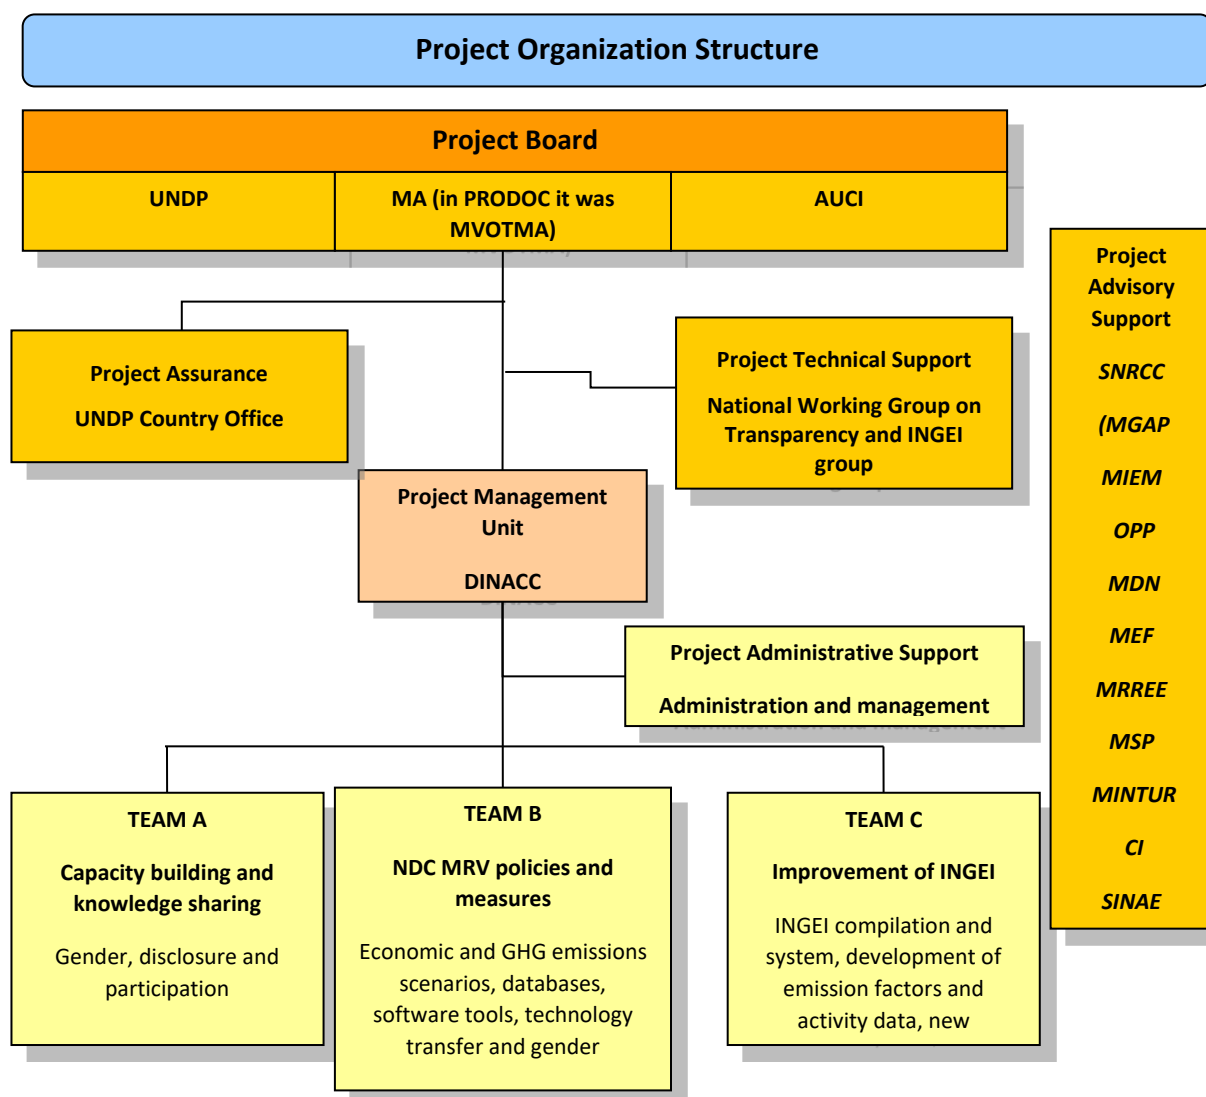 Project Organization Structure
Project Board
UNDP
MA (in PRODOC it was
MVOTMA)
AUCI
Project Assurance
UNDP Country Office
Project Technical Support
National Working Group on
Transparency and INGEI
group
Project
Advisory
Support
SNRCC
(MGAP
MIEM
OPP
MDN
MEF
MRREE
MSP
MINTUR
CI
SINAE
Project Management
Unit
DINACC
Project Administrative Support
Administration and management
TEAM A
Capacity building and
knowledge sharing
Gender, disclosure and
participation
TEAM B
NDC MRV policies and
measures
Economic and GHG emissions
scenarios, databases,
software tools, technology
transfer and gender
TEAM C
Improvement of INGEI
INGEI compilation and
system, development of
emission factors and
activity data, new